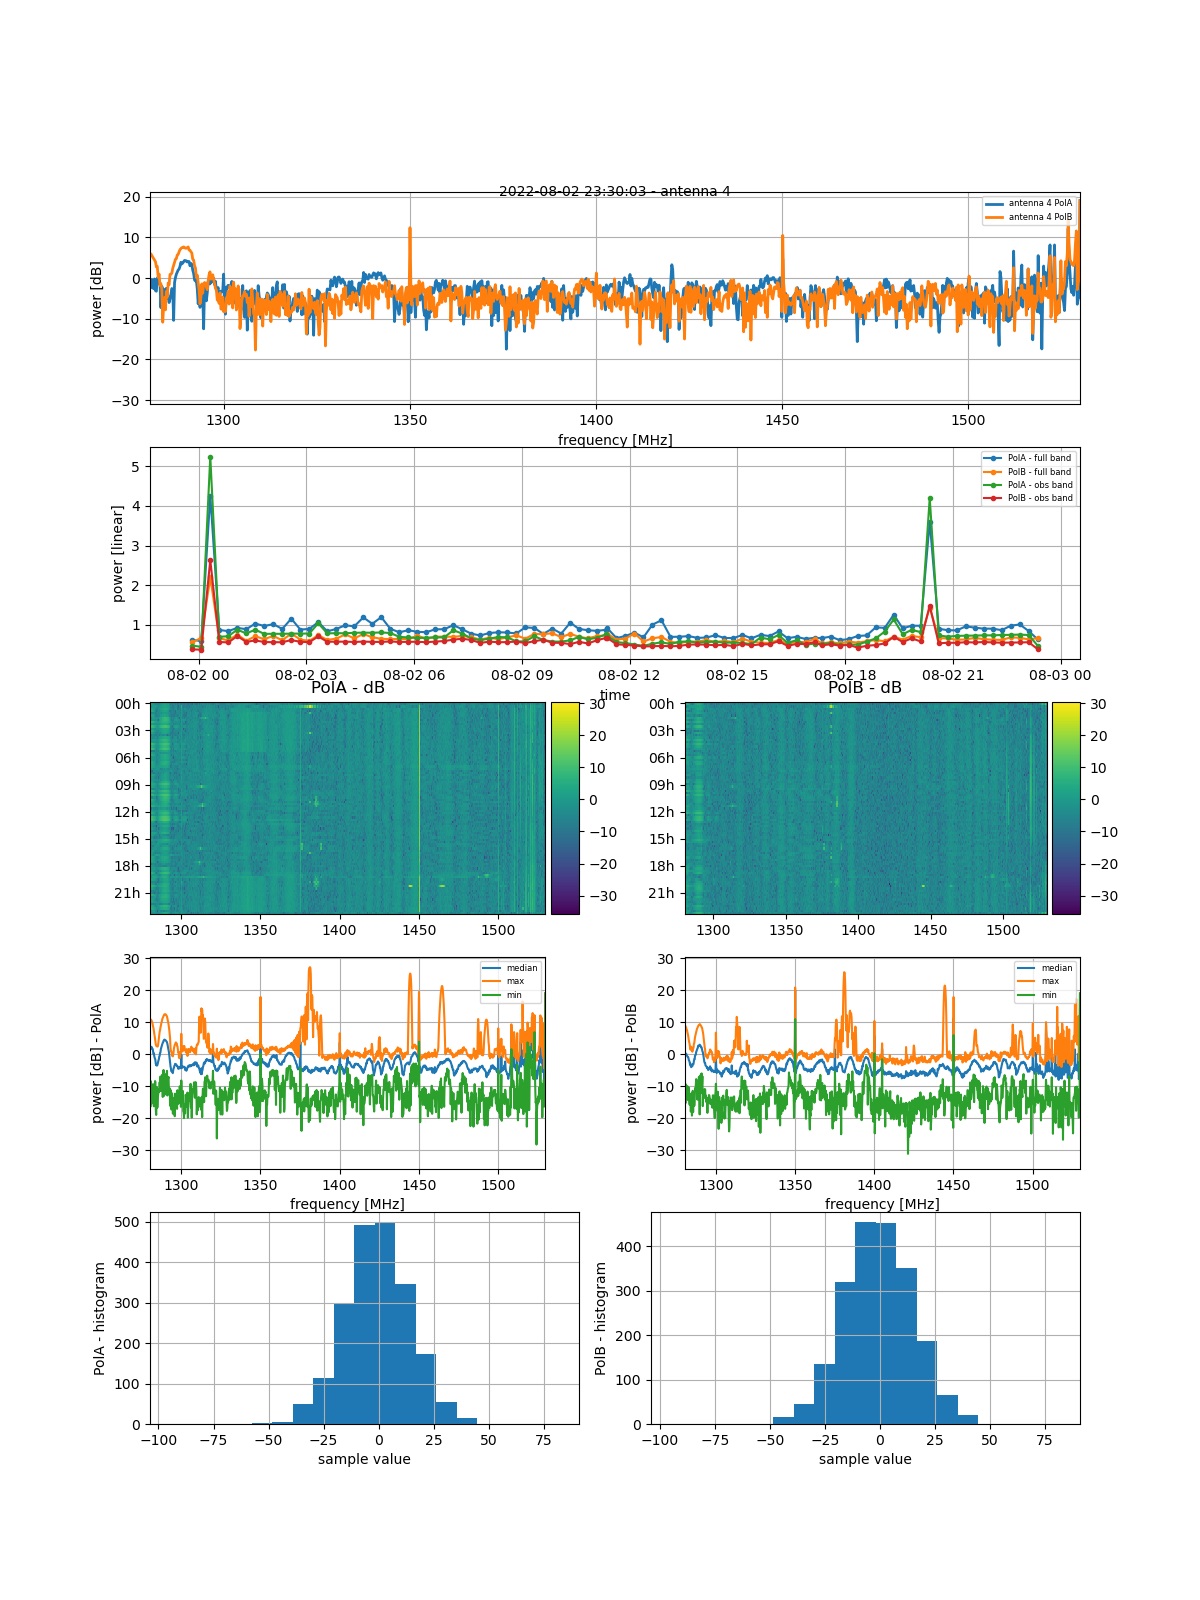 2022-08-02 23:30:03 - antenna 4
power [dB]
20
10
0
−10
−20
−30
antenna 4 PolA
antenna 4 PolB
1300
1350
1400
1450
1500
frequency [MHz]
power [linear]
5
4
3
2
1
PolA - full band
PolB - full band
PolA - obs band
PolB - obs band
08-02 00
08-02 03
08-02 06
08-02 09
08-02 12
08-02 15
08-02 18
08-02 21
08-03 00
time
PolA - dB
00h
03h
06h
09h
12h
15h
18h
21h
1300
1350
1400
1450
1500
30
20
10
0
−10
−20
−30
PolB - dB
00h
03h
06h
09h
12h
15h
18h
21h
1300
1350
1400
1450
1500
30
20
10
0
−10
−20
−30
power [dB] - PolA
30
20
10
0
−10
−20
−30
median
max
min
1300
1350
1400
1450
1500
frequency [MHz]
power [dB] - PolB
30
20
10
0
−10
−20
−30
median
max
min
1300
1350
1400
1450
1500
frequency [MHz]
PolA - histogram
500
400
300
200
100
0
−100
−75
−50
−25
0
25
50
75
sample value
PolB - histogram
400
300
200
100
0
−100
−75
−50
−25
0
25
50
75
sample value